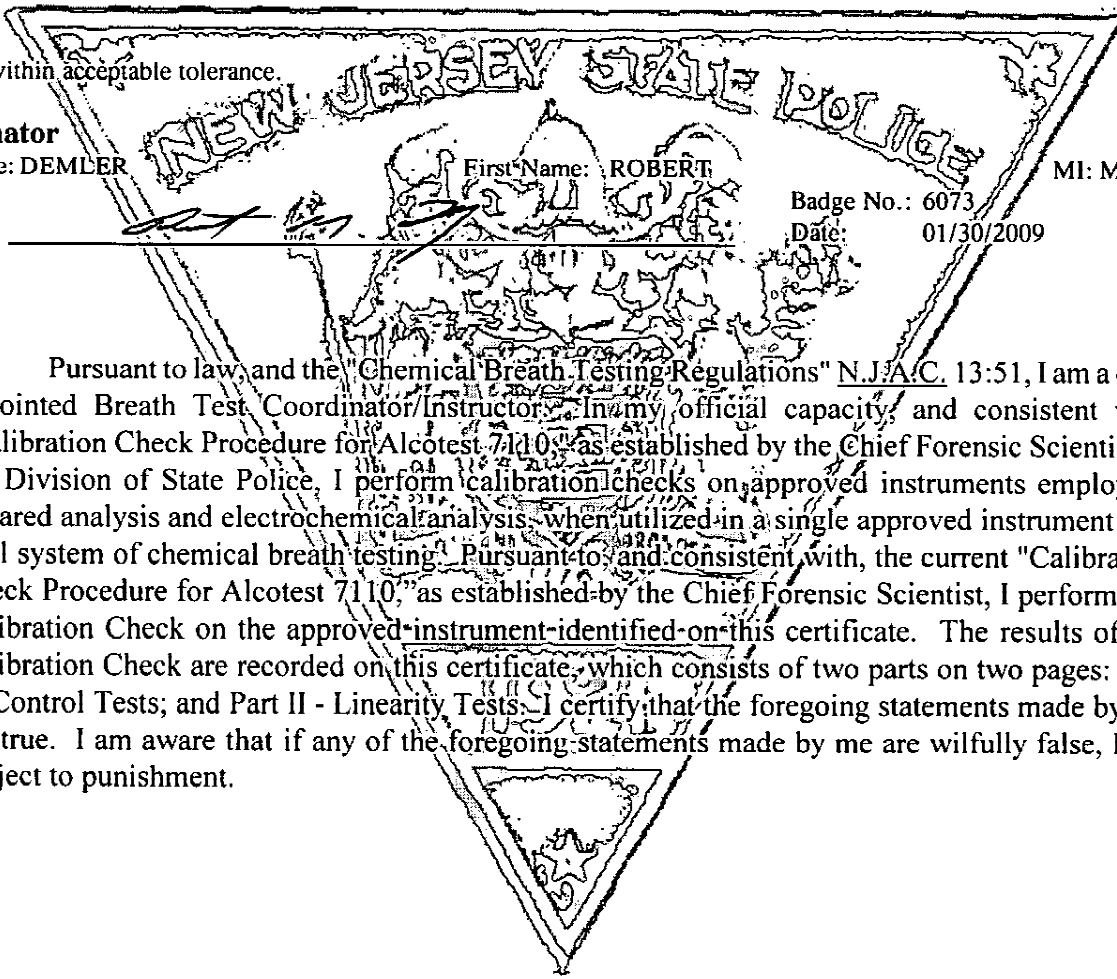 within acceptable tolerance.
NEW JERSEY STATE POLICE
nator
e: DEMLER First Name: ROBERT MI: M
Badge No.: 6073
Date: 01/30/2009
Pursuant to law, and the "Chemical Breath Testing Regulations" N.J.A.C. 13:51, I am a
ointed Breath Test Coordinator/Instructor. In my official capacity, and consistent
alibration Check Procedure for Alcotest 7110," as established by the Chief Forensic Scienti
Division of State Police, I perform calibration checks on approved instruments employ
ared analysis and electrochemical analysis, when utilized in a single approved instrument
l system of chemical breath testing. Pursuant to, and consistent with, the current "Calibra
eck Procedure for Alcotest 7110," as established by the Chief Forensic Scientist, I perform
libration Check on the approved instrument identified on this certificate. The results of
libration Check are recorded on this certificate, which consists of two parts on two pages:
Control Tests; and Part II - Linearity Tests. I certify that the foregoing statements made by
true. I am aware that if any of the foregoing statements made by me are wilfully false, I
ject to punishment.